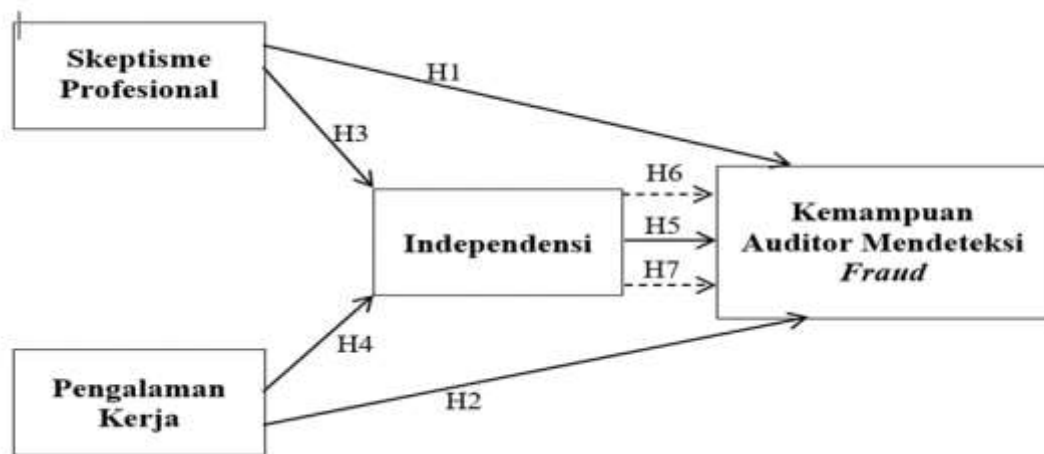 Skeptisme
Profesional
H1
H3
H6
Independensi
H5
H7
Kemampuan
Auditor Mendeteksi
Fraud
H4
Pengalaman
Kerja
H2